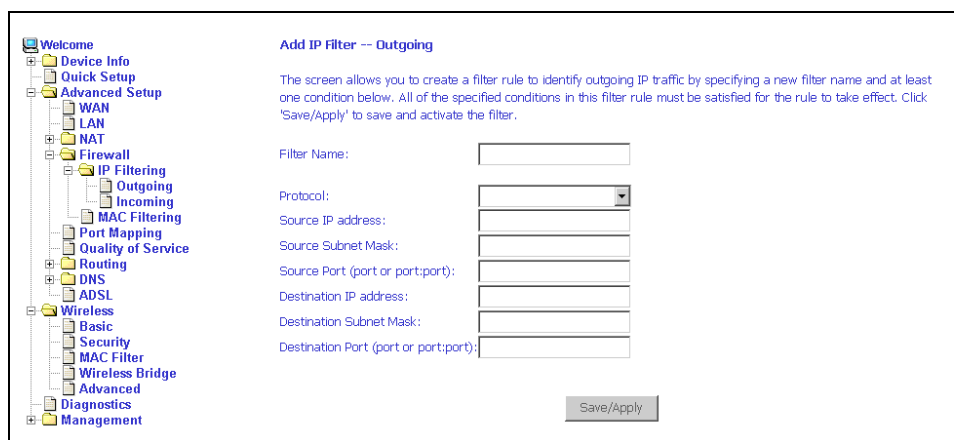 Welcome
Device Info
Quick Setup
Advanced Setup
WAN
LAN
NAT
Firewall
IP Filtering
Outgoing
Incoming
MAC Filtering
Port Mapping
Quality of Service
Routing
DNS
ADSL
Wireless
Basic
Security
MAC Filter
Wireless Bridge
Advanced
Diagnostics
Management
Add IP Filter -- Outgoing
The screen allows you to create a filter rule to identify outgoing IP traffic by specifying a new filter name and at least
one condition below. All of the specified conditions in this filter rule must be satisfied for the rule to take effect. Click
'Save/Apply' to save and activate the filter.
Filter Name:
Protocol:
Source IP address:
Source Subnet Mask:
Source Port (port or port:port):
Destination IP address:
Destination Subnet Mask:
Destination Port (port or port:port):
Save/Apply